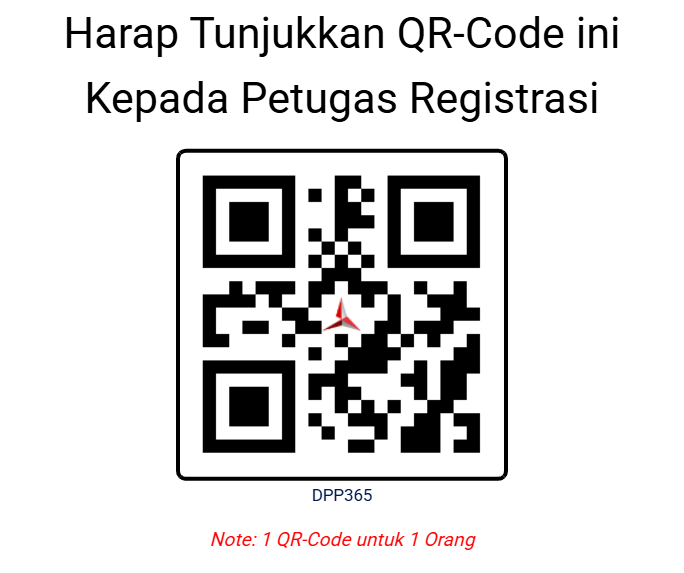 Harap Tunjukkan QR-Code ini
Kepada Petugas Registrasi
DPP365
Note: 1 QR-Code untuk 1 Orang